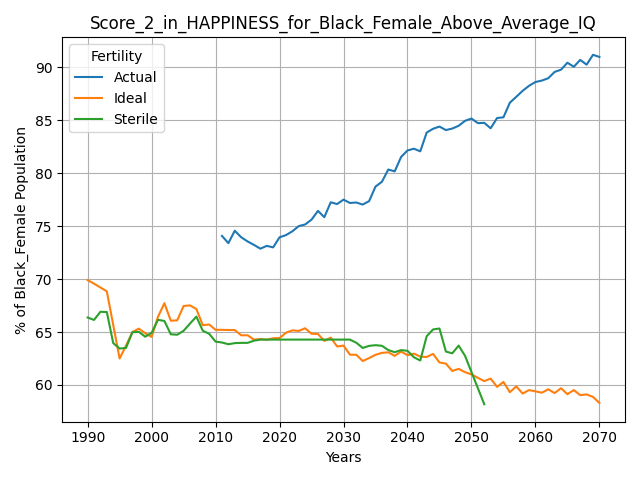 Score_2_in_HAPPINESS_for_Black_Female_Above_Average_IQ
Fertility
Actual
Ideal
Sterile
% of Black_Female Population
90
85
80
75
70
65
60
1990 2000 2010 2020 2030 2040 2050 2060 2070
Years